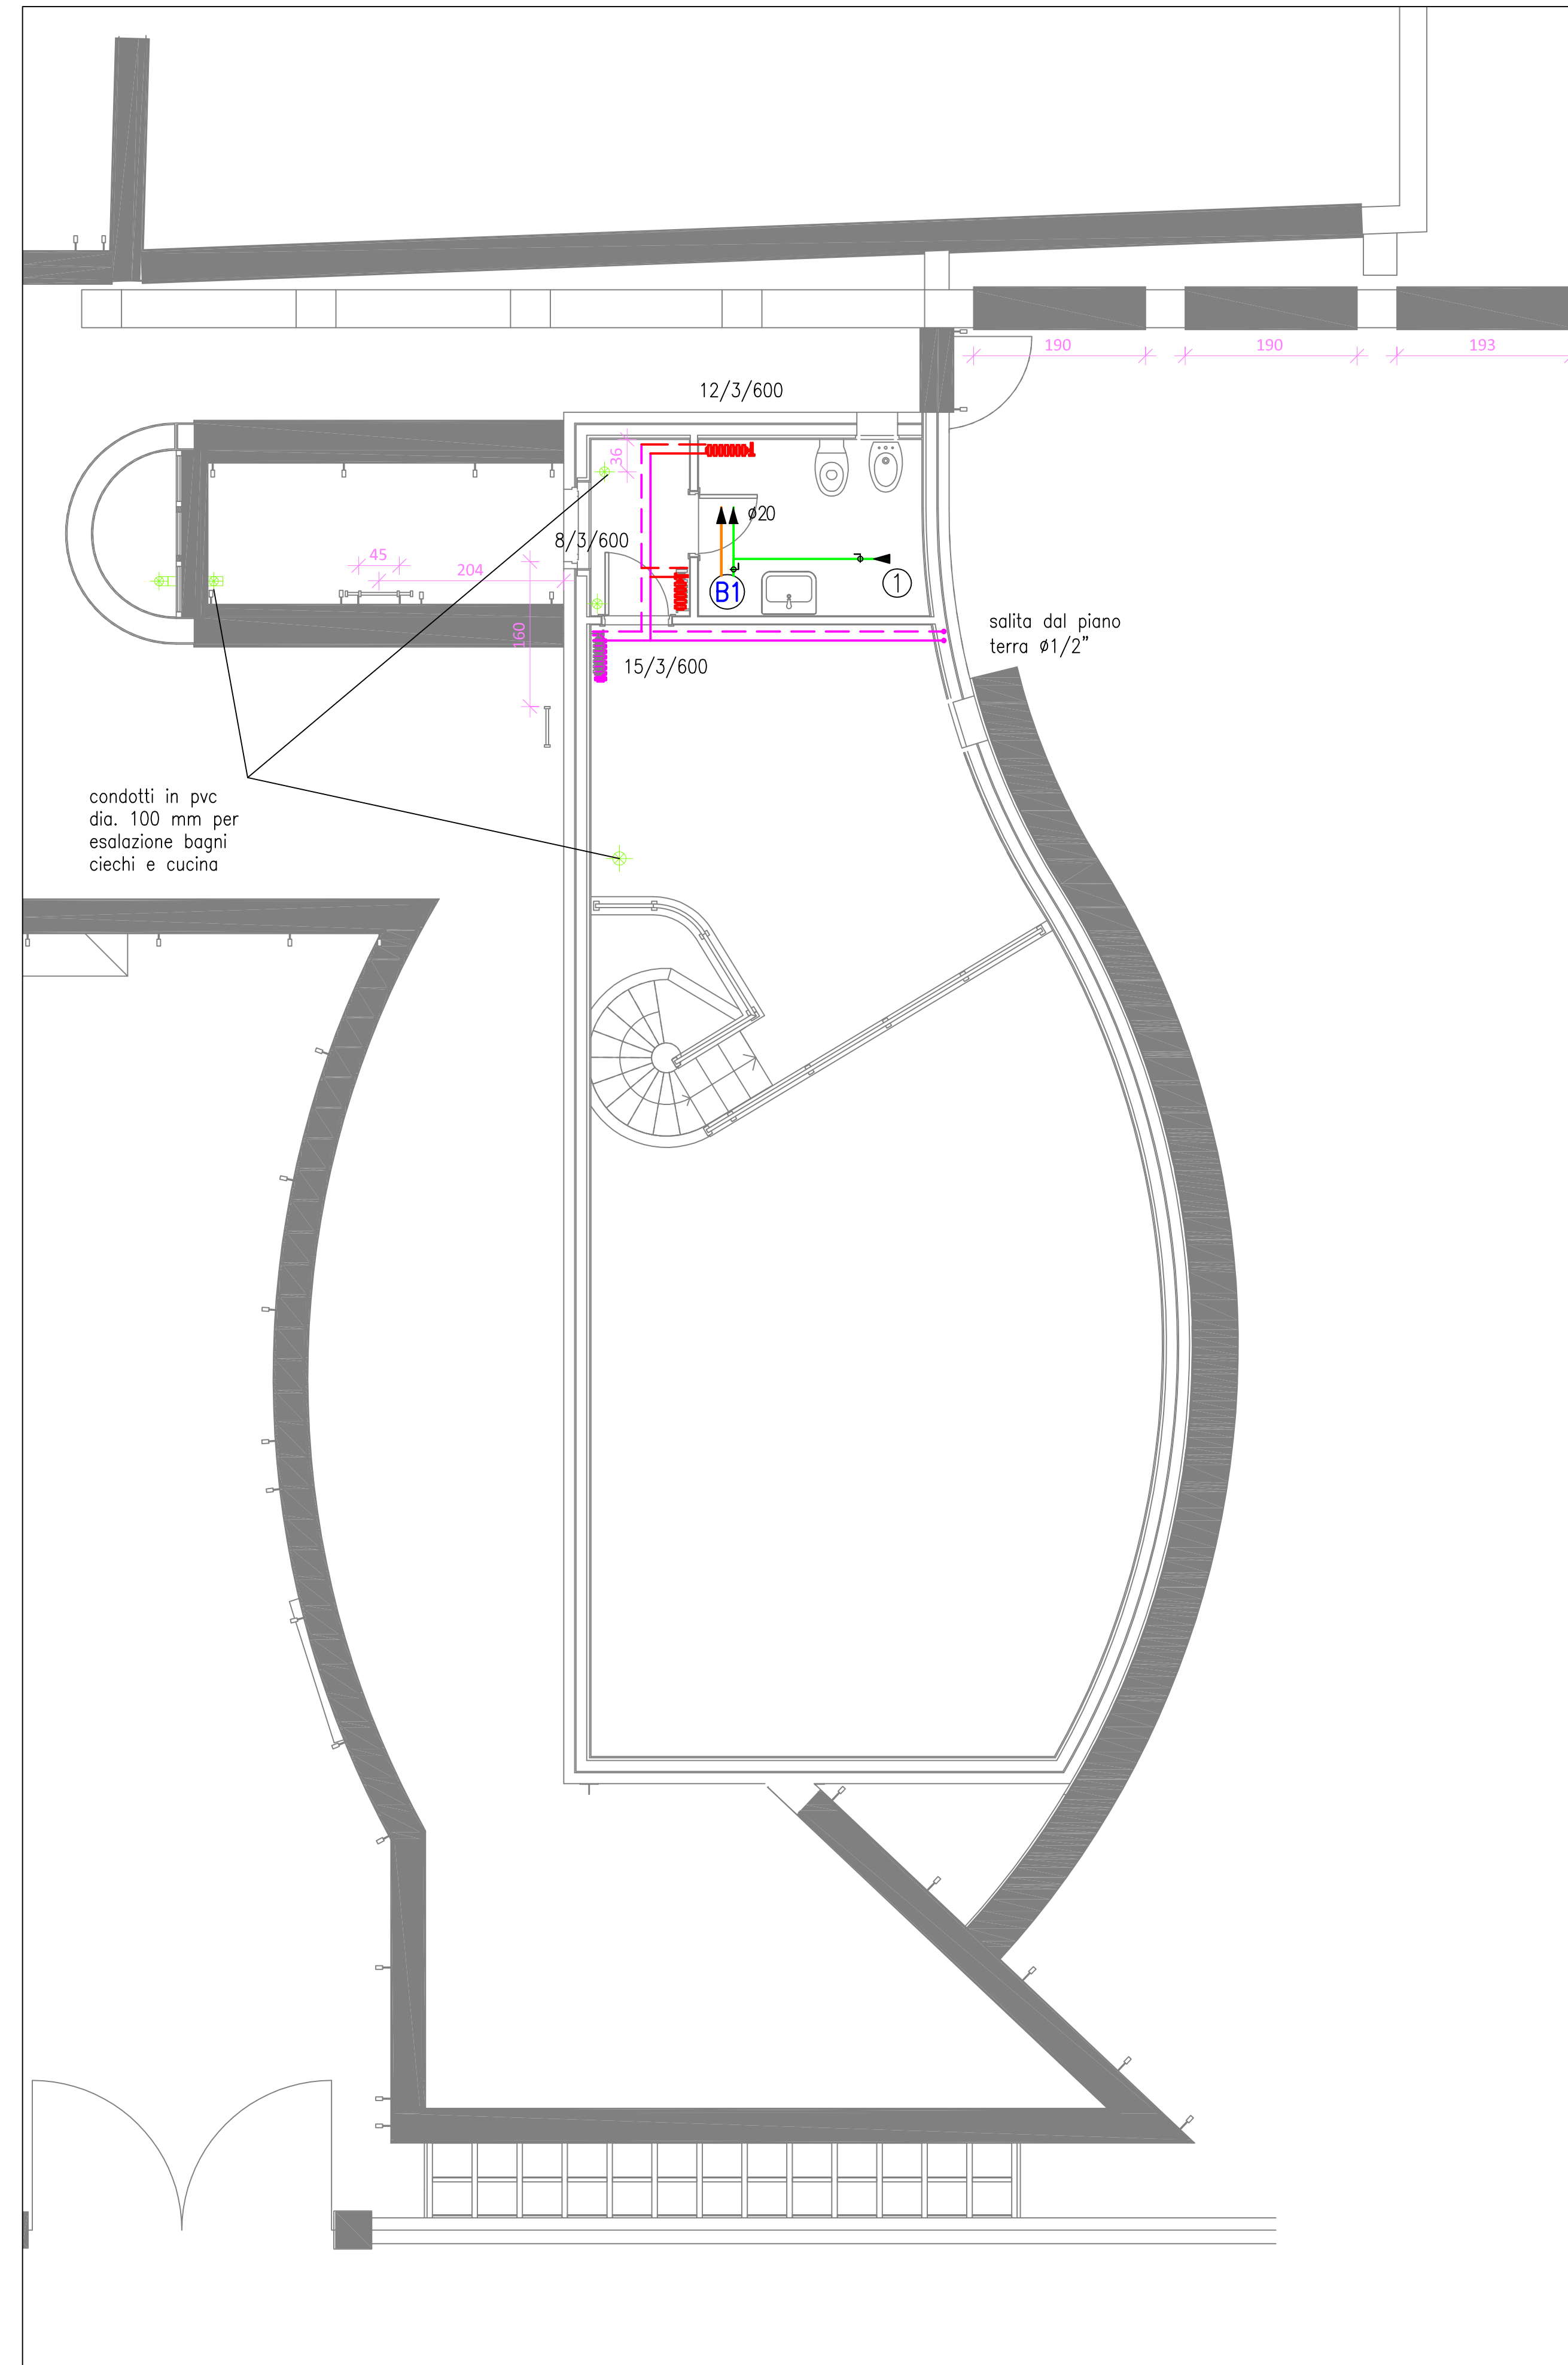 190
190
193
12/3/600
36
ø20
8/3/600
45
204
B1
1
160
salita dal piano
terra ø1/2"
15/3/600
condotti in pvc
dia. 100 mm per
esalazione bagni
ciechi e cucina